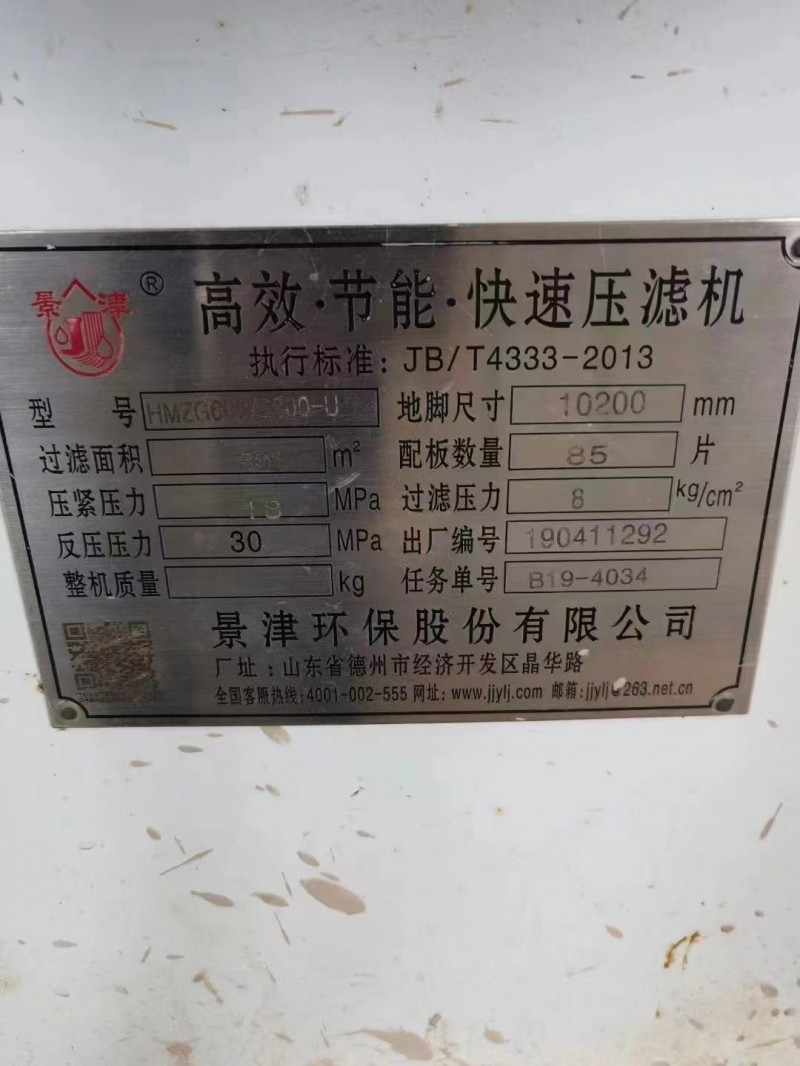 景津 ® 高效·节能·快速压滤机
执行标准：JB/T4333-2013
型 号 地脚尺寸 10200 mm
过滤面积 m² 配板数量 85 片
压紧压力 18 MPa 过滤压力 8 kg/cm²
反压压力 30 MPa 出厂编号 190411292
整机质量 kg 任务单号 B19-4034
景津环保股份有限公司
厂址：山东省德州市经济开发区晶华路
全国客服热线：4001-002-555 网址：www.jjylj.com 邮箱：jjylj@263.net.cn